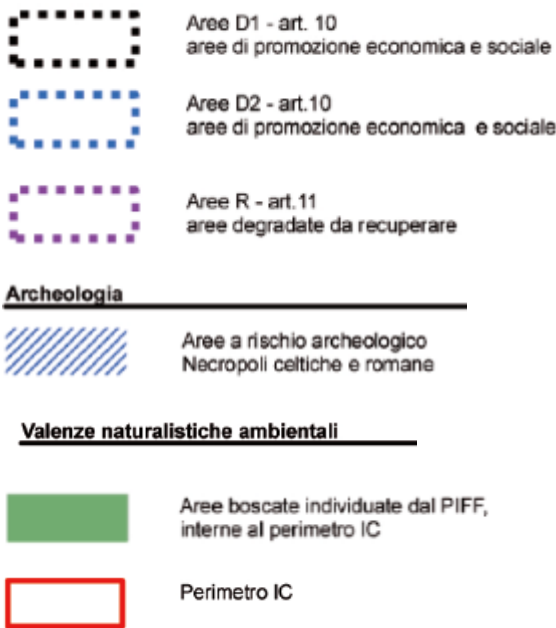 Aree D1 - art. 10
aree di promozione economica e sociale
Aree D2 - art.10
aree di promozione economica e sociale
Aree R - art.11
aree degradate da recuperare
Archeologia
Aree a rischio archeologico
Necropoli celtiche e romane
Valenze naturalistiche ambientali
Aree boscate individuate dal PIFF,
interne al perimetro IC
Perimetro IC